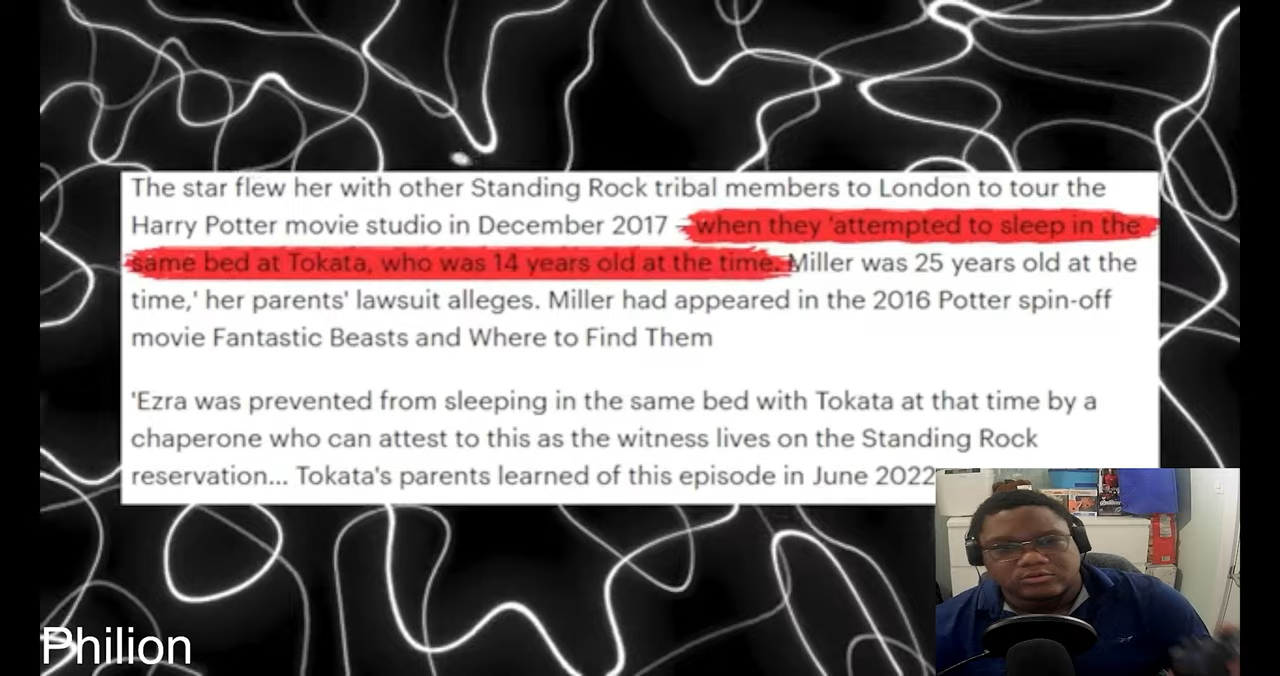 The star flew her with other Standing Rock tribal members to London to tour the
Harry Potter movie studio in December 2017 - when they 'attempted to sleep in the
same bed at Tokata, who was 14 years old at the time. Miller was 25 years old at the
time,' her parents' lawsuit alleges. Miller had appeared in the 2016 Potter spin-off
movie Fantastic Beasts and Where to Find Them
'Ezra was prevented from sleeping in the same bed with Tokata at that time by a
chaperone who can attest to this as the witness lives on the Standing Rock
reservation... Tokata's parents learned of this episode in June 2022
Philion